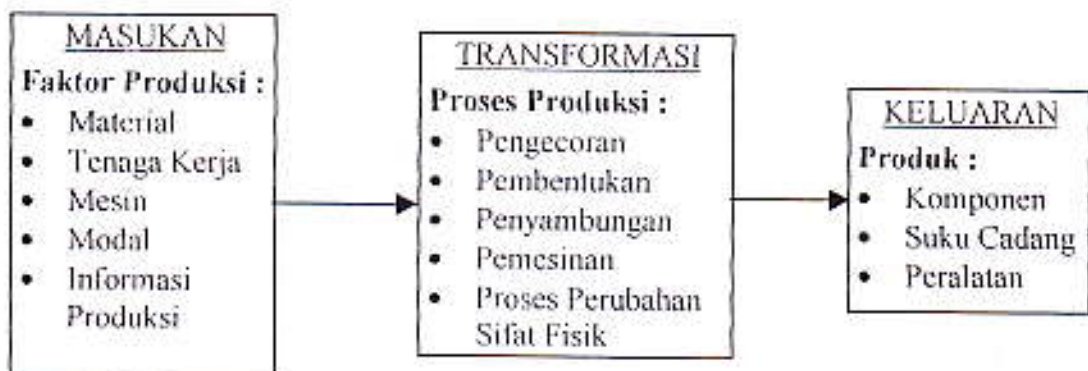 MASUKAN
Faktor Produksi :
• Material
• Tenaga Kerja
• Mesin
• Modal
• Informasi
Produksi
TRANSFORMASI
Proses Produksi :
• Pengecoran
• Pembentukan
• Penyambungan
• Pemesinan
• Proses Perubahan
Sifat Fisik
KELUARAN
Produk :
• Komponen
• Suku Cadang
• Peralatan